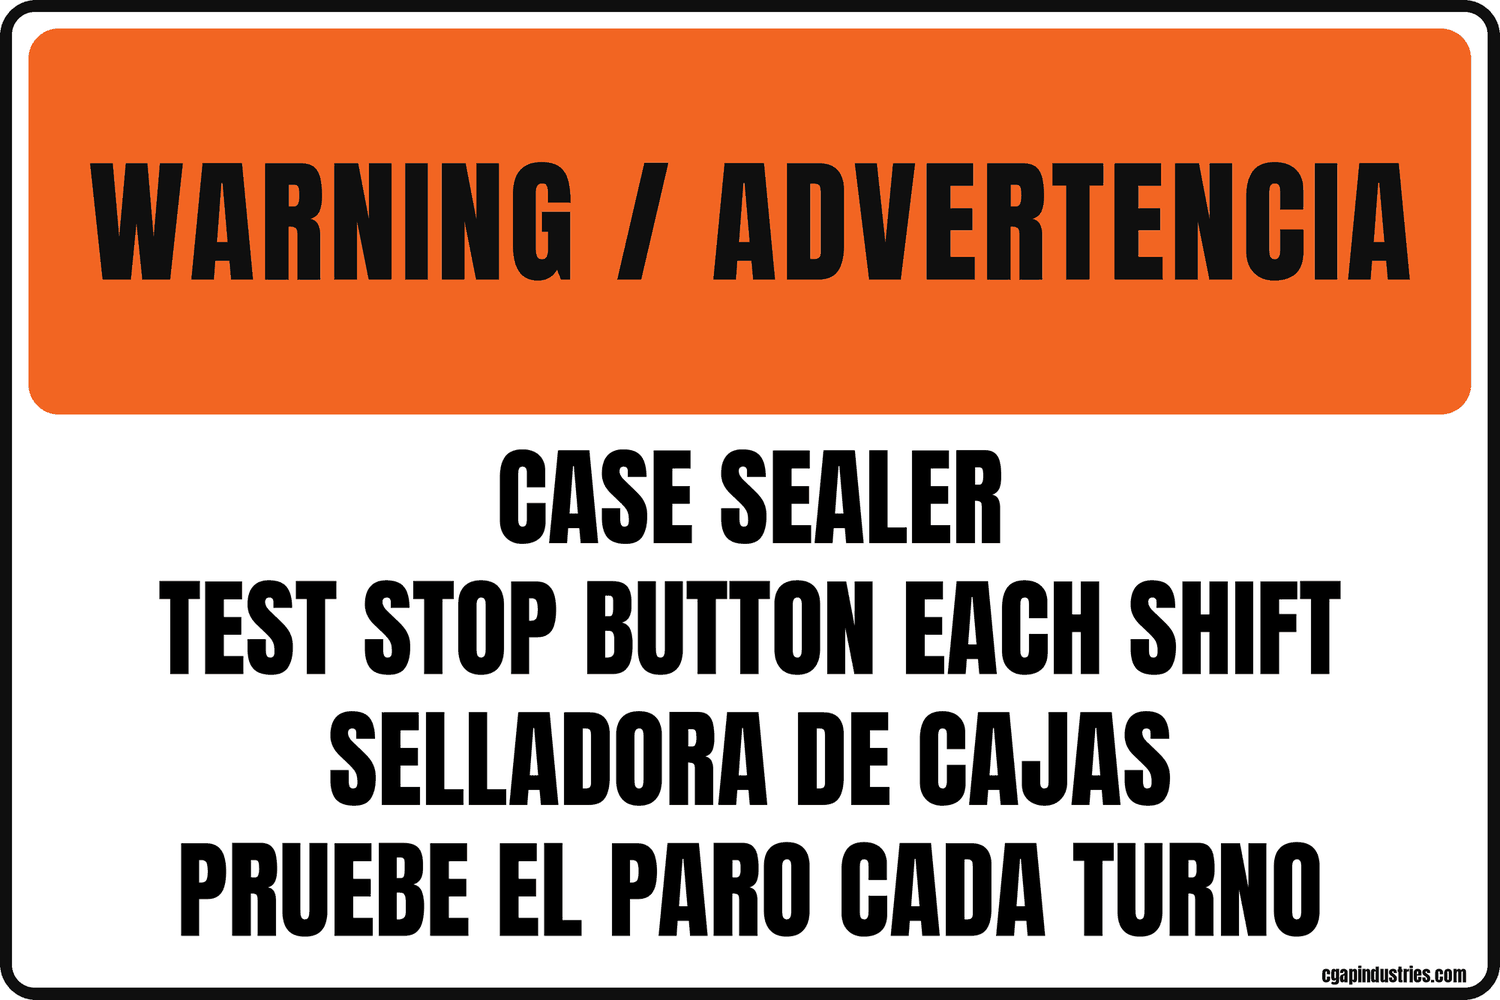 WARNING / ADVERTENCIA
CASE SEALER
TEST STOP BUTTON EACH SHIFT
SELLADORA DE CAJAS
PRUEBE EL PARO CADA TURNO
cgapindustries.com